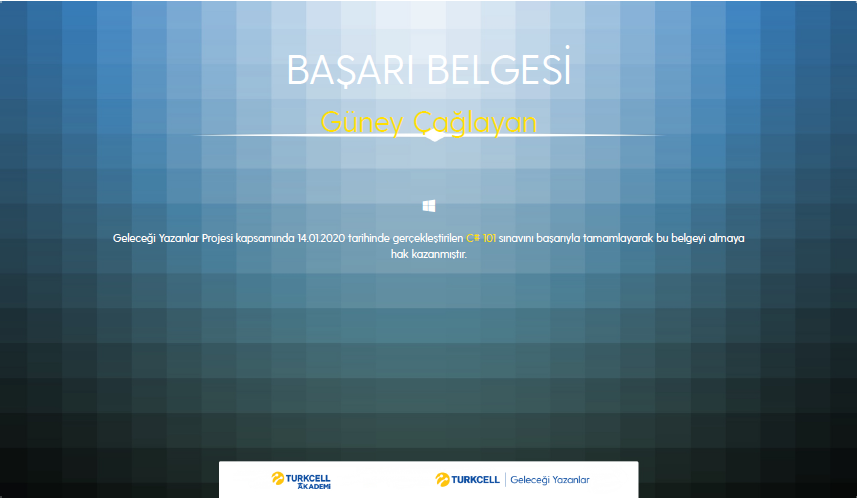 BAŞARI BELGESİ
Güney Çağlayan
Geleceği Yazanlar Projesi kapsamında 14.01.2020 tarihinde gerçekleştirilen C# 101 sınavını başarıyla tamamlayarak bu belgeyi almaya
hak kazanmıştır.
TURKCELL
AKADEMİ
TURKCELL | Geleceği Yazanlar